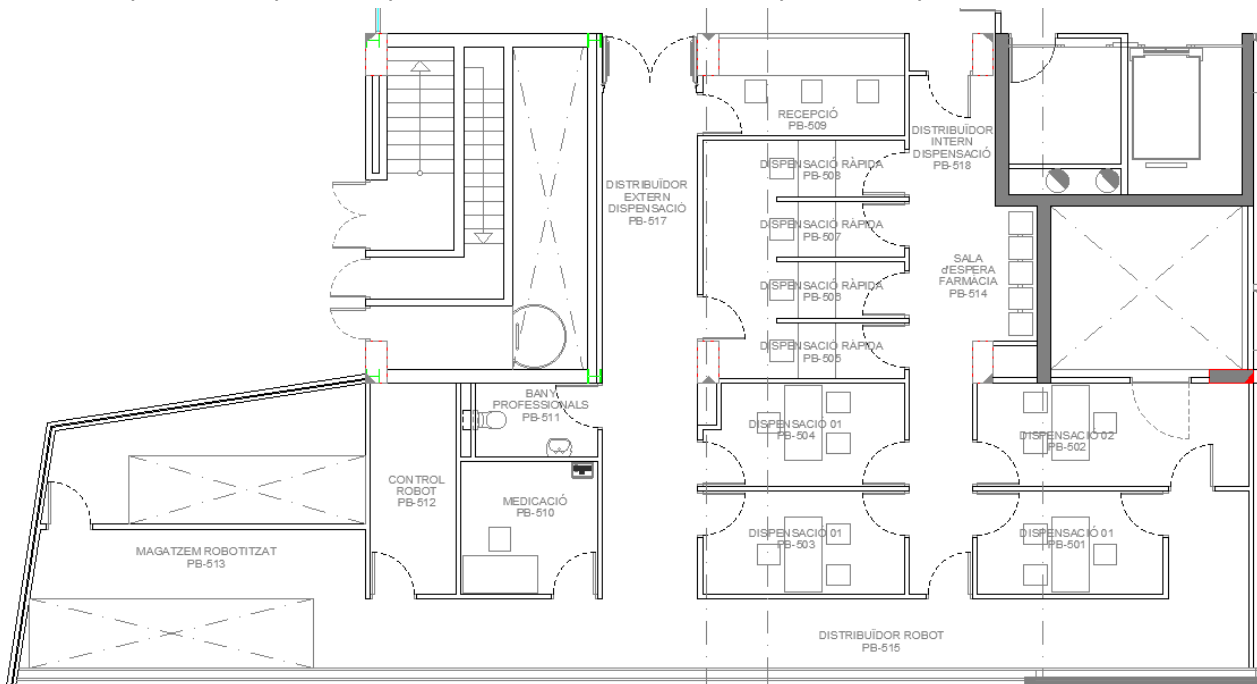 RECEPCIÓ
PB-509
DISTRIBUÏDOR
INTERN
DISPENSACIÓ
PB-518
DISPENSACIÓ RÀPIDA
PB-508
DISTRIBUÏDOR
EXTERN
DISPENSACIÓ
PB-517
DISPENSACIÓ RÀPIDA
PB-507
SALA
d'ESPERA
FARMACIA
PB-514
DISPENSACIÓ RÀPIDA
PB-506
DISPENSACIÓ RÀPIDA
PB-505
BANY
PROFESSIONALS
PB-511
DISPENSACIÓ 01
PB-504
DISPENSACIÓ 02
PB-502
CONTROL
ROBOT
PB-512
MEDICACIÓ
PB-510
DISPENSACIÓ 01
PB-503
DISPENSACIÓ 01
PB-501
MAGATZEM ROBOTITZAT
PB-513
DISTRIBUÏDOR ROBOT
PB-515